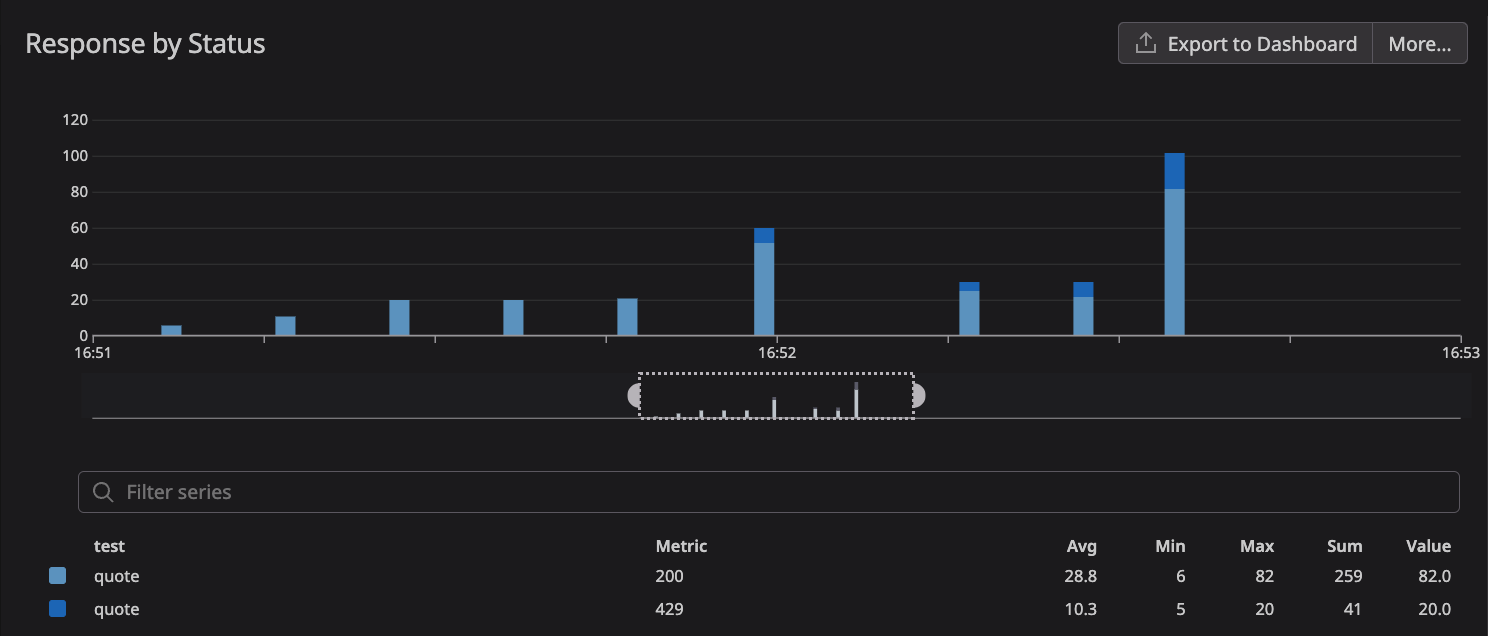 Response by Status
Export to Dashboard More...
120
100
80
60
40
20
0
16:51 16:52 16:53
Filter series
test Metric Avg Min Max Sum Value
quote 200 28.8 6 82 259 82.0
quote 429 10.3 5 20 41 20.0